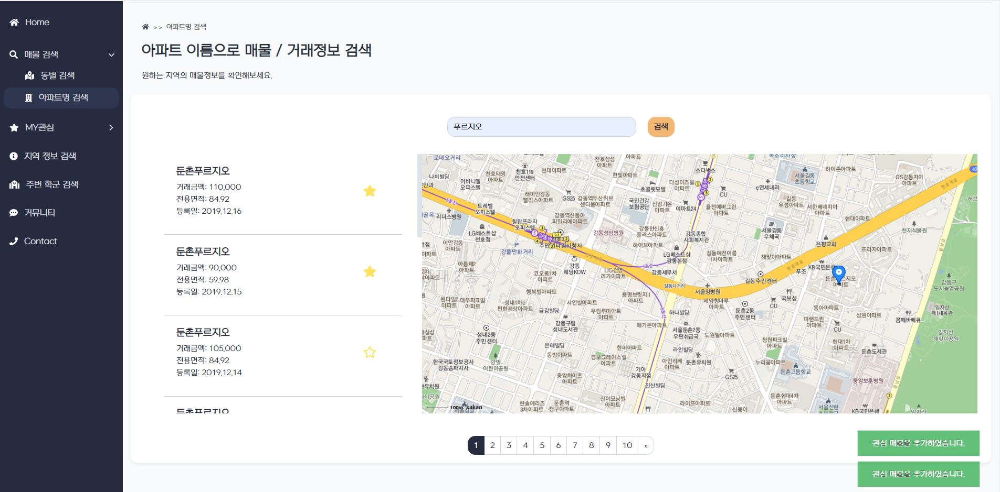 Home
매물 검색
동별 검색
아파트명 검색
MY관심
지역 정보 검색
주변 학군 검색
커뮤니티
Contact
>> 아파트명 검색
아파트 이름으로 매물 / 거래정보 검색
원하는 지역의 매물정보를 확인해보세요.
푸르지오
검색
둔촌푸르지오
거래금액: 110,000
전용면적: 84.92
등록일: 2019.12.16
둔촌푸르지오
거래금액: 90,000
전용면적: 59.98
등록일: 2019.12.15
둔촌푸르지오
거래금액: 105,000
전용면적: 84.92
등록일: 2019.12.14
둔촌푸르지오
로데오거리
천호삼성
아파트
아파트
나비빌딩
어바니엘
오피스텔
천호태영
아파트
천호119
안전센터
현대아파트
한빛아파트
스타벅스
다성이즈빌
아파트
초콜릿모텔
CU
e연세내과
서울길동
초등학교
하이존아파트
GS강동자이
아파트
천호대로
43
5호선
래미안강동
팰리스아파트
GS25
강동역두산위브
센티움아파트
국민건강
보험공단
신암가온
아파트
이마트24
율전에버그린
아파트
길동
우성아파트
서한베네치아
아파트
현대아파트
트레벨
오피스텔
리더스병원
힐탑프라자
오피스텔
강동역신동아
파밀리에아파트
강동성심병원
강동한신휴
플러스아파트
강동종합
사회복지관
서울강동
우체국
은평교회
천지식물원
LG베스트샵
천호점
이안강동
아파트
강풀만화거리
하이브아파트
LG베스트샵
강동본점
길동예전이룸
1차아파트
해맞이아파트
프라자아파트
아름채2
아파트
코오롱1차
아파트
강동
웨딩KDW
LIG건영
리가아파트
강동세무서
5호선
천호대로
푸조
KB국민은행
둔촌푸르지오
아파트
강동구
도시농업공원
행복빌아파트
길동사거리
길동주민센터
서울양병원
국보성
원다빌2
아파트
대우파크빌
아파트
성내1차e
편한세상아파트
금강빌딩
샤인빌아파트
용명브릿지II
아파트
우림루미아트
아파트
하나빌딩
세양청마루
아파트
둔촌2동
주민센터
CU
동아아파트
미랜드퀸
아파트
성원아파트
꼼떼바베큐
일자산
제1체육관
성내2동
주민센터
강동구립
성내도서관
해가든아파트
서울둔촌2동
우편취급국
도원빌아파트
CU
일자산
해맞이공원
은혜빌딩
동방아파트
한미아파트
라인빌딩
청원파크빌
아파트
현대1차
아파트
둔촌도서관
한국국토정보공사
강동송파지사
안말
어린이공원
경보그레이스힐
아파트
기아
강동지점
아인리베
아파트
둔촌유치원
누리움아파트
GS25
둔촌고등학교
중앙보훈병원
중앙하이츠
아파트
진산빌딩
100m kakao
한솔에리즈
3차아파트
둔촌역
청구아파트
신이모닝빌
아파트
라이프아파트
신동아
둔촌현대4차
아파트
서울선린
초등학교
KB국민은행
일자산
1 2 3 4 5 6 7 8 9 10 »
관심 매물을 추가하였습니다.
관심 매물을 추가하였습니다.